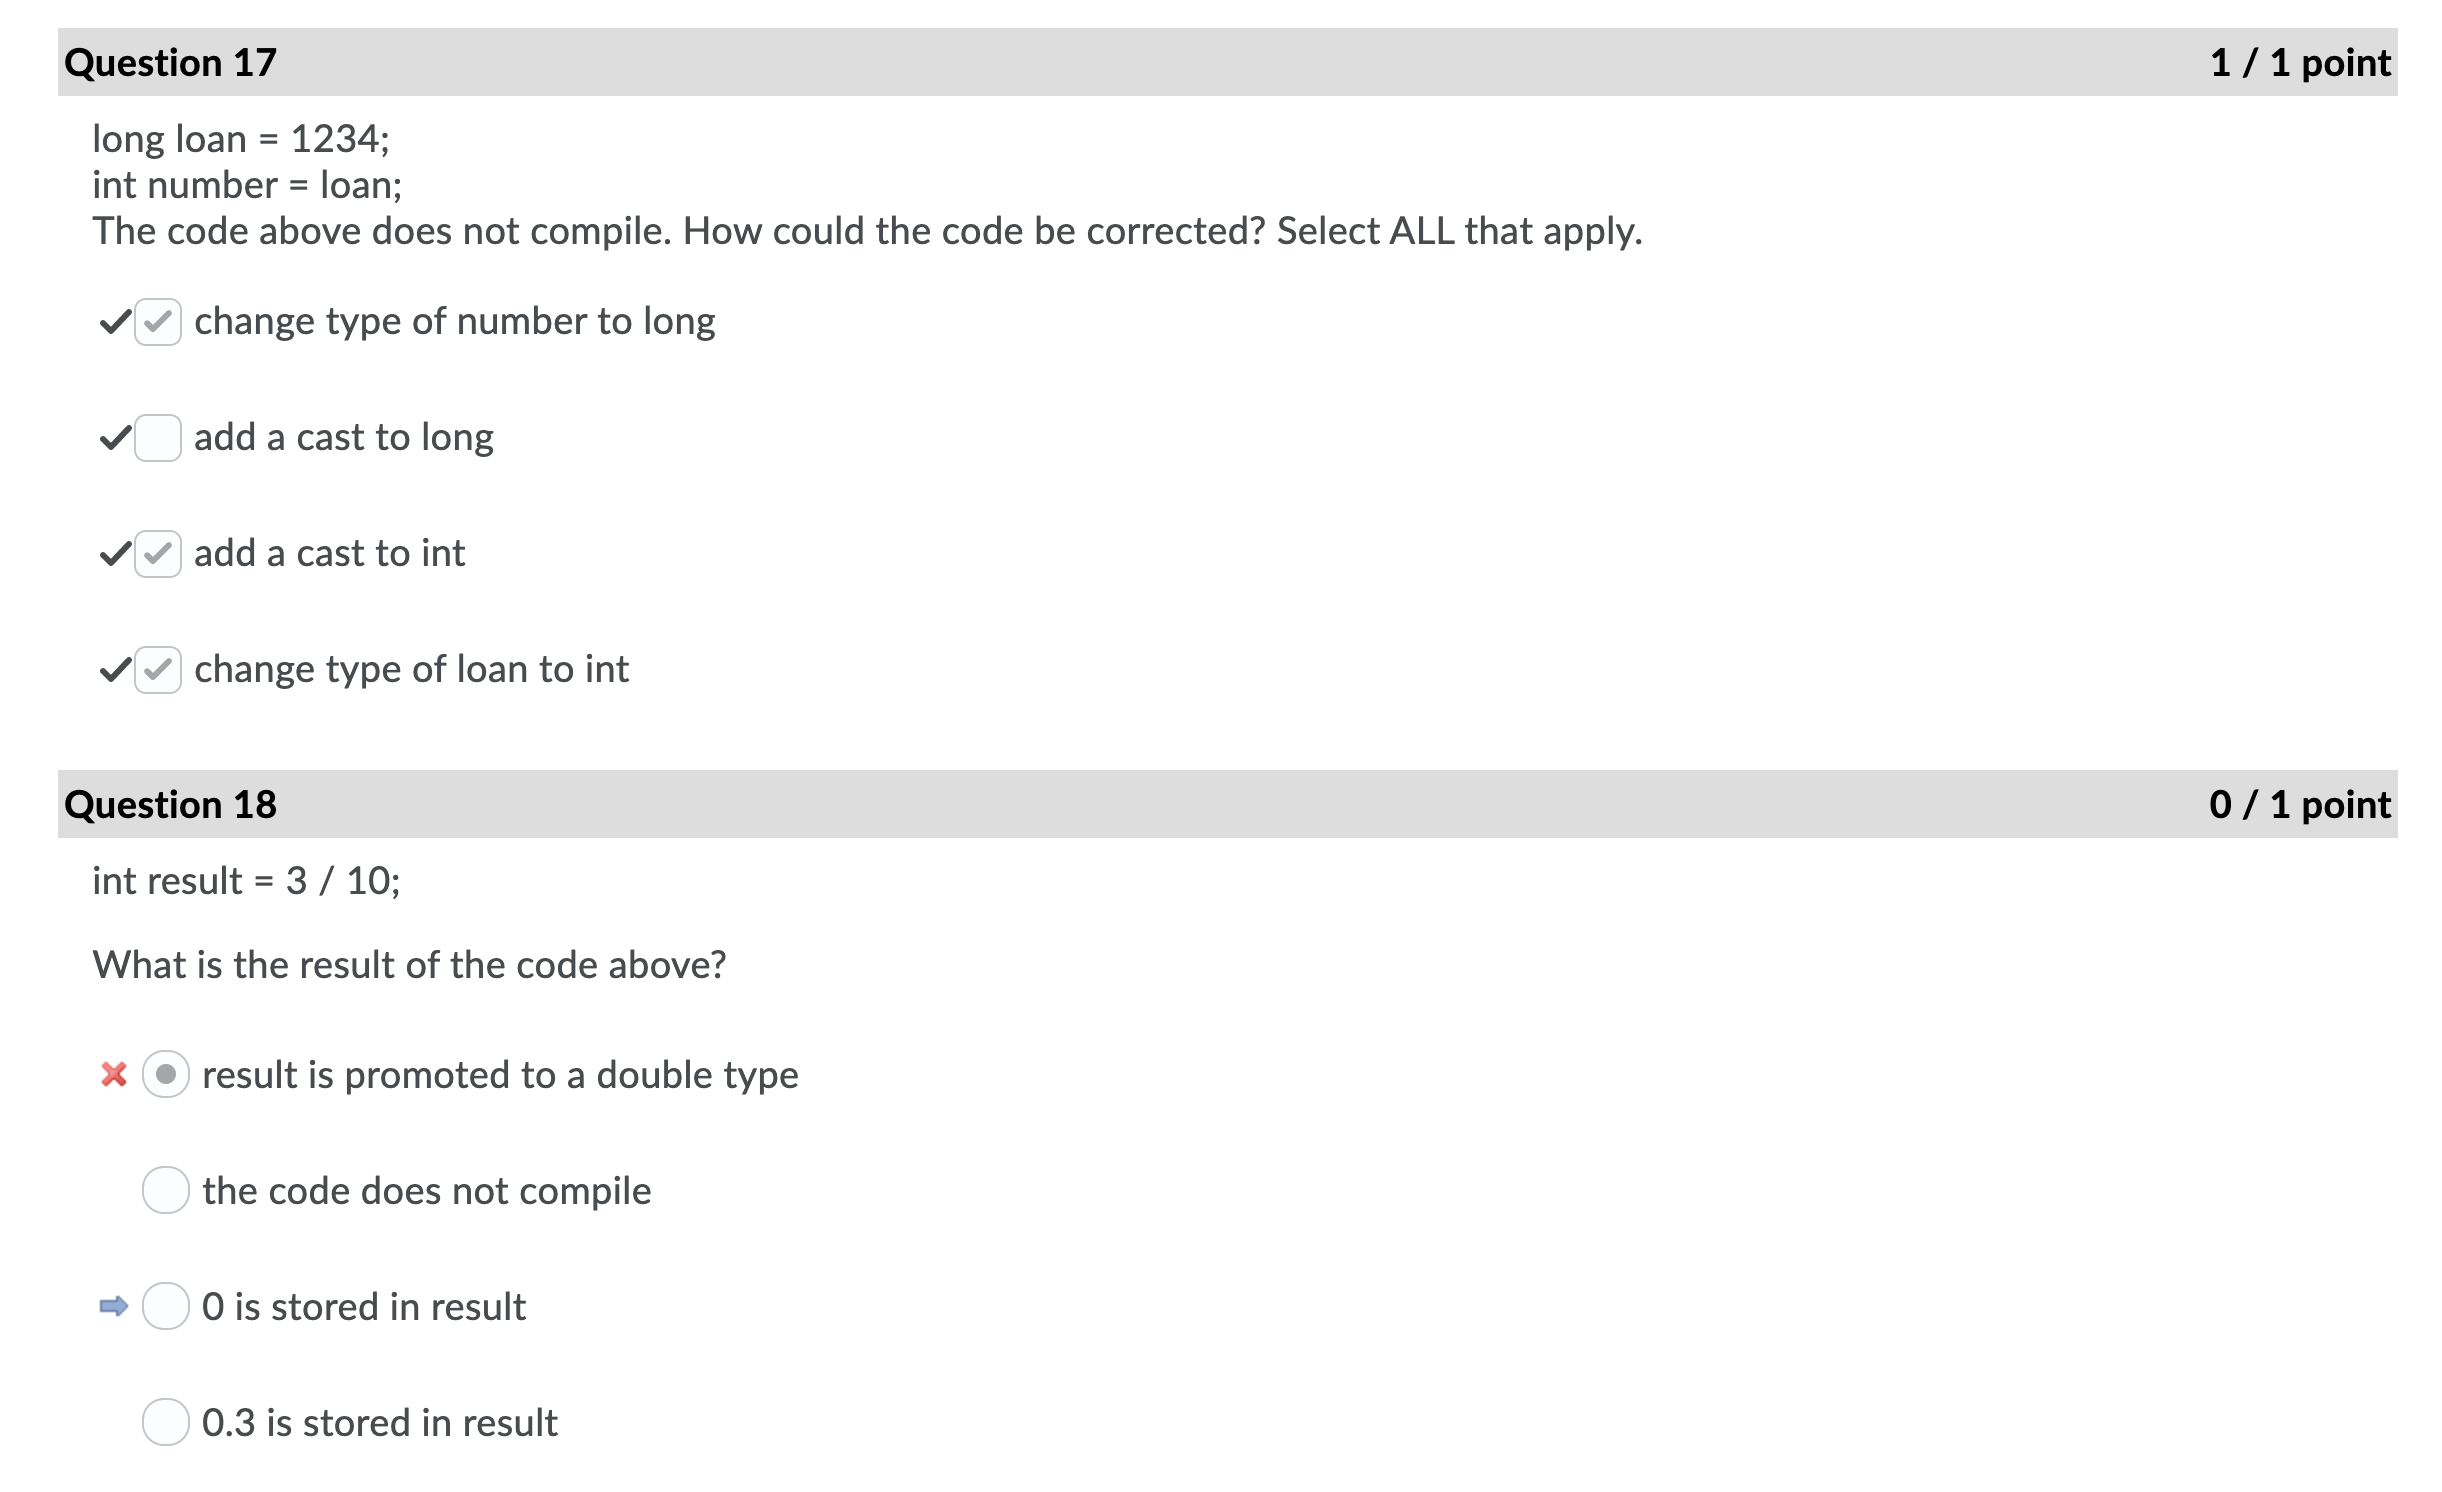 Question 17
1 / 1 point
long loan = 1234;
int number = loan;
The code above does not compile. How could the code be corrected? Select ALL that apply.
change type of number to long
add a cast to long
add a cast to int
change type of loan to int
Question 18
0 / 1 point
int result = 3 / 10;
What is the result of the code above?
result is promoted to a double type
the code does not compile
0 is stored in result
0.3 is stored in result